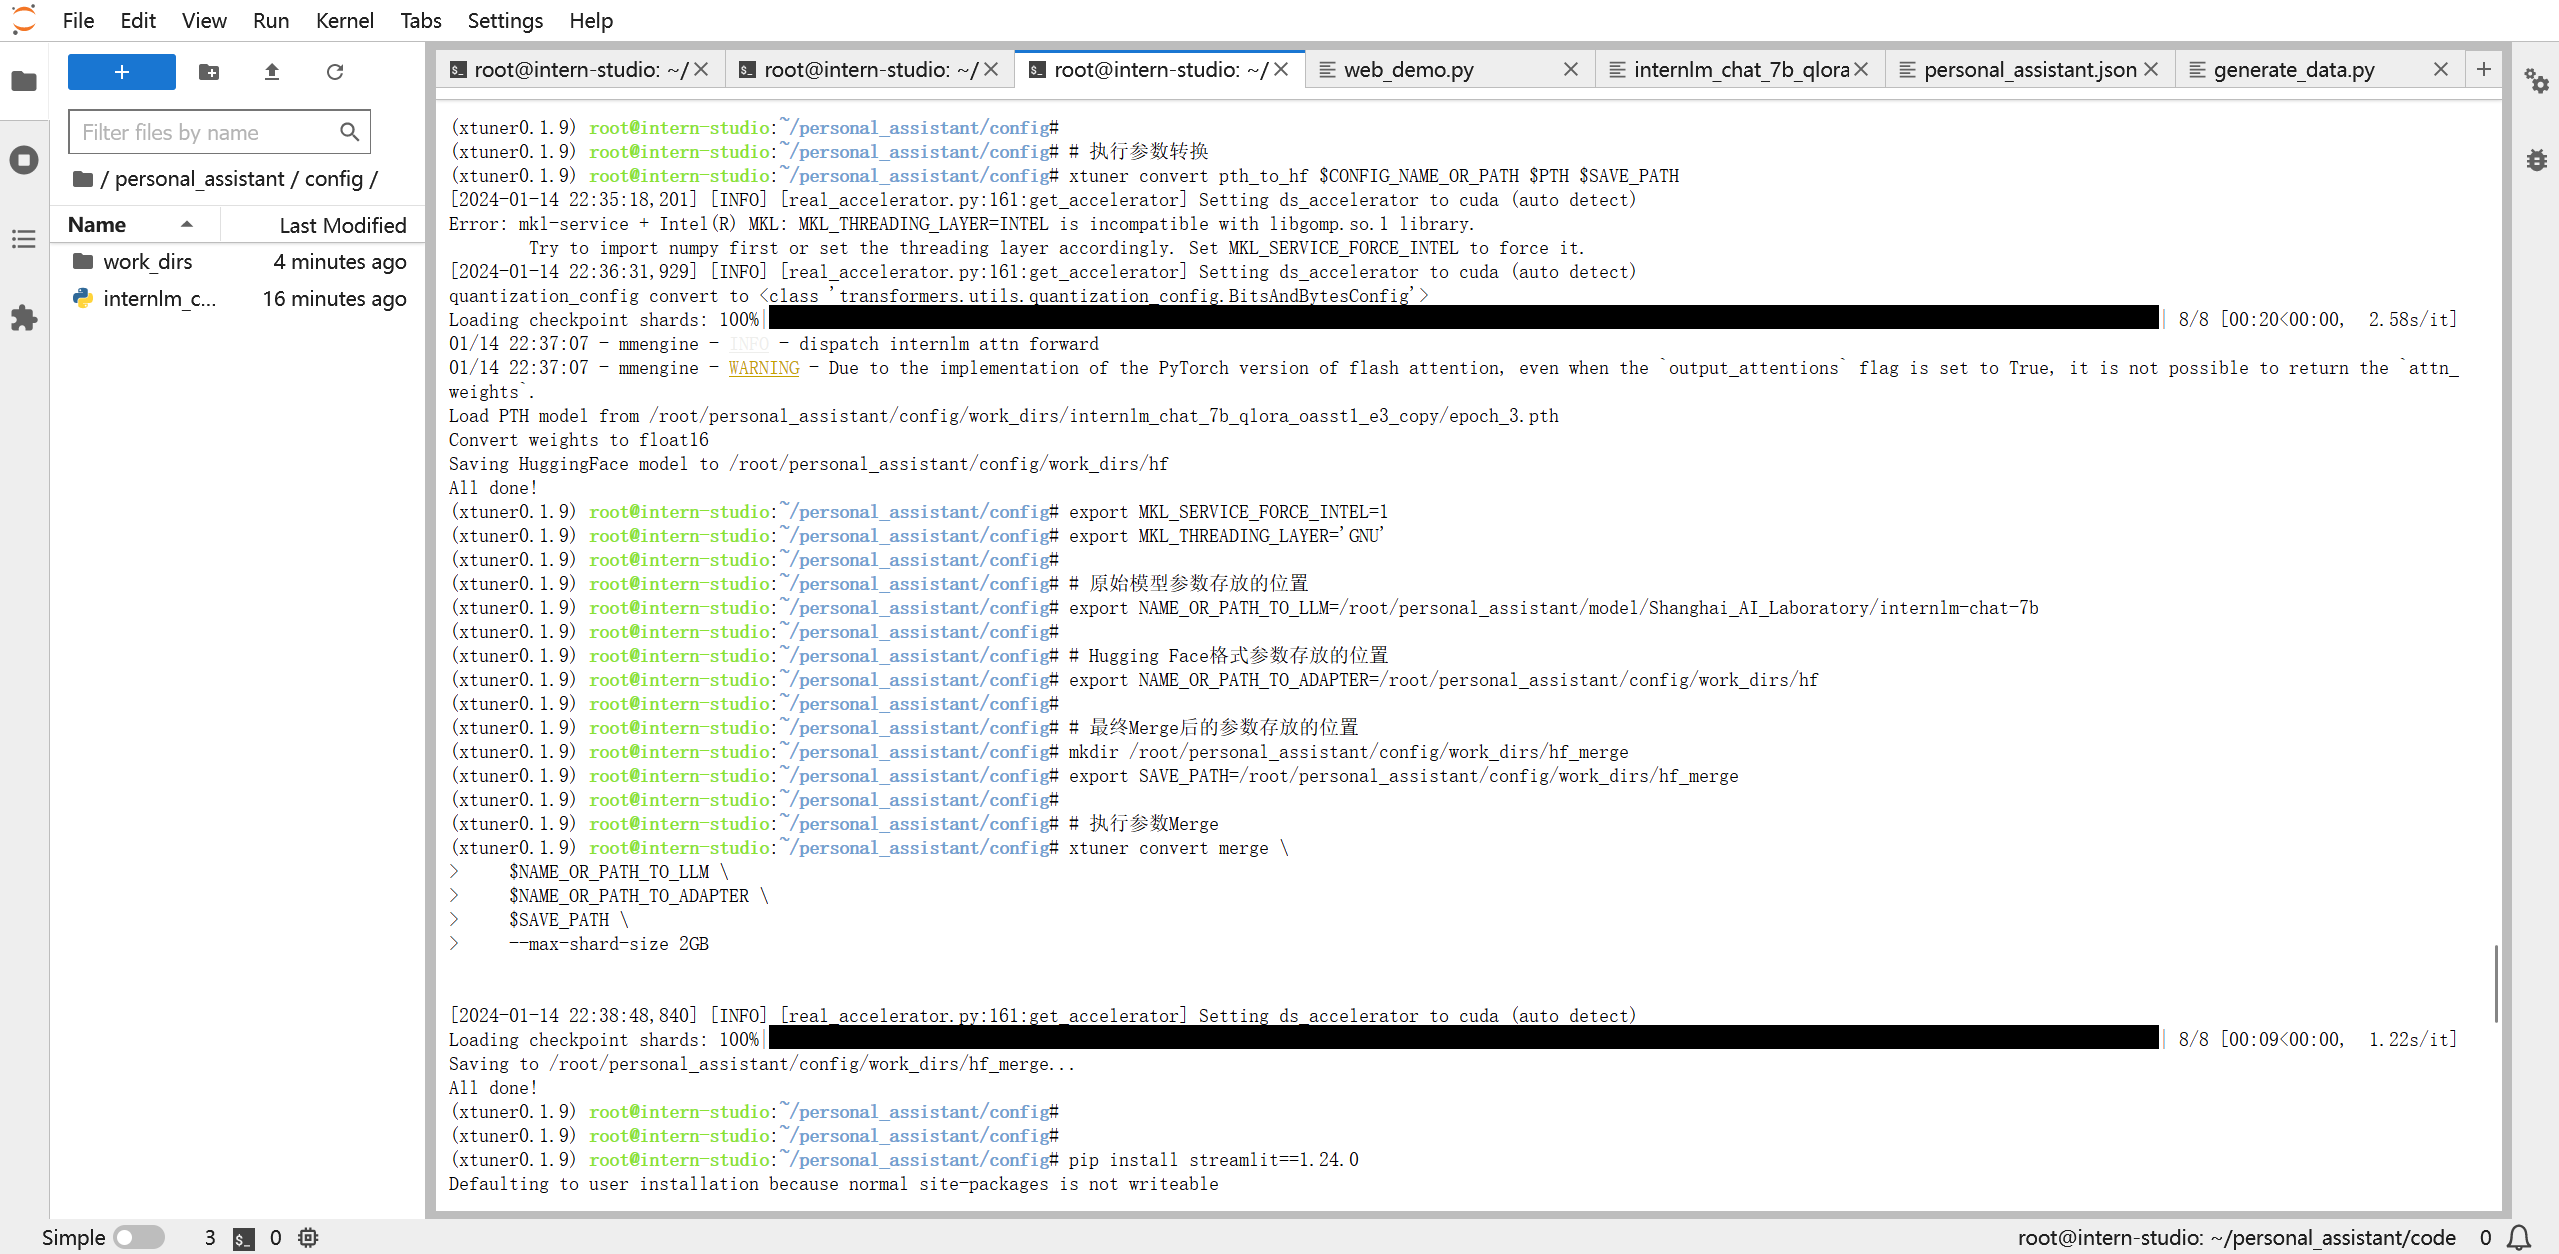 File Edit View Run Kernel Tabs Settings Help
root@intern-studio: ~/ root@intern-studio: ~/ root@intern-studio: ~/ web_demo.py internlm_chat_7b_qlora personal_assistant.json generate_data.py
Filter files by name
/ personal_assistant / config /
Name Last Modified
work_dirs 4 minutes ago
internlm_c... 16 minutes ago
(xtuner0.1.9) root@intern-studio:~/personal_assistant/config#
(xtuner0.1.9) root@intern-studio:~/personal_assistant/config# # 执行参数转换
(xtuner0.1.9) root@intern-studio:~/personal_assistant/config# xtuner convert pth_to_hf $CONFIG_NAME_OR_PATH $PTH $SAVE_PATH
[2024-01-14 22:35:18,201] [INFO] [real_accelerator.py:161:get_accelerator] Setting ds_accelerator to cuda (auto detect)
Error: mkl-service + Intel(R) MKL: MKL_THREADING_LAYER=INTEL is incompatible with libgomp.so.1 library.
Try to import numpy first or set the threading layer accordingly. Set MKL_SERVICE_FORCE_INTEL to force it.
[2024-01-14 22:36:31,929] [INFO] [real_accelerator.py:161:get_accelerator] Setting ds_accelerator to cuda (auto detect)
quantization_config convert to <class 'transformers.utils.quantization_config.BitsAndBytesConfig'>
Loading checkpoint shards: 100%| | 8/8 [00:20<00:00, 2.58s/it]
01/14 22:37:07 - mmengine - INFO - dispatch internlm attn forward
01/14 22:37:07 - mmengine - WARNING - Due to the implementation of the PyTorch version of flash attention, even when the `output_attentions` flag is set to True, it is not possible to return the `attn_
weights`.
Load PTH model from /root/personal_assistant/config/work_dirs/internlm_chat_7b_qlora_oasst1_e3_copy/epoch_3.pth
Convert weights to float16
Saving HuggingFace model to /root/personal_assistant/config/work_dirs/hf
All done!
(xtuner0.1.9) root@intern-studio:~/personal_assistant/config# export MKL_SERVICE_FORCE_INTEL=1
(xtuner0.1.9) root@intern-studio:~/personal_assistant/config# export MKL_THREADING_LAYER='GNU'
(xtuner0.1.9) root@intern-studio:~/personal_assistant/config#
(xtuner0.1.9) root@intern-studio:~/personal_assistant/config# # 原始模型参数存放的位置
(xtuner0.1.9) root@intern-studio:~/personal_assistant/config# export NAME_OR_PATH_TO_LLM=/root/personal_assistant/model/Shanghai_AI_Laboratory/internlm-chat-7b
(xtuner0.1.9) root@intern-studio:~/personal_assistant/config#
(xtuner0.1.9) root@intern-studio:~/personal_assistant/config# # Hugging Face格式参数存放的位置
(xtuner0.1.9) root@intern-studio:~/personal_assistant/config# export NAME_OR_PATH_TO_ADAPTER=/root/personal_assistant/config/work_dirs/hf
(xtuner0.1.9) root@intern-studio:~/personal_assistant/config#
(xtuner0.1.9) root@intern-studio:~/personal_assistant/config# # 最终Merge后的参数存放的位置
(xtuner0.1.9) root@intern-studio:~/personal_assistant/config# mkdir /root/personal_assistant/config/work_dirs/hf_merge
(xtuner0.1.9) root@intern-studio:~/personal_assistant/config# export SAVE_PATH=/root/personal_assistant/config/work_dirs/hf_merge
(xtuner0.1.9) root@intern-studio:~/personal_assistant/config#
(xtuner0.1.9) root@intern-studio:~/personal_assistant/config# # 执行参数Merge
(xtuner0.1.9) root@intern-studio:~/personal_assistant/config# xtuner convert merge \
> $NAME_OR_PATH_TO_LLM \
> $NAME_OR_PATH_TO_ADAPTER \
> $SAVE_PATH \
> --max-shard-size 2GB
[2024-01-14 22:38:48,840] [INFO] [real_accelerator.py:161:get_accelerator] Setting ds_accelerator to cuda (auto detect)
Loading checkpoint shards: 100%| | 8/8 [00:09<00:00, 1.22s/it]
Saving to /root/personal_assistant/config/work_dirs/hf_merge...
All done!
(xtuner0.1.9) root@intern-studio:~/personal_assistant/config#
(xtuner0.1.9) root@intern-studio:~/personal_assistant/config#
(xtuner0.1.9) root@intern-studio:~/personal_assistant/config# pip install streamlit==1.24.0
Defaulting to user installation because normal site-packages is not writeable
Simple 3 $_ 0 root@intern-studio: ~/personal_assistant/code 0